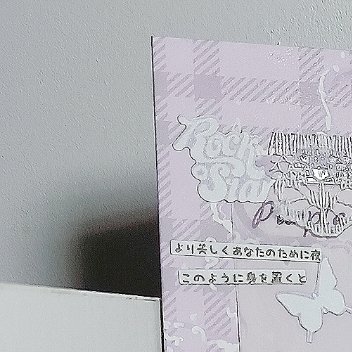 Rock
Star
より美しくあなたのために夜
このように身を置くと